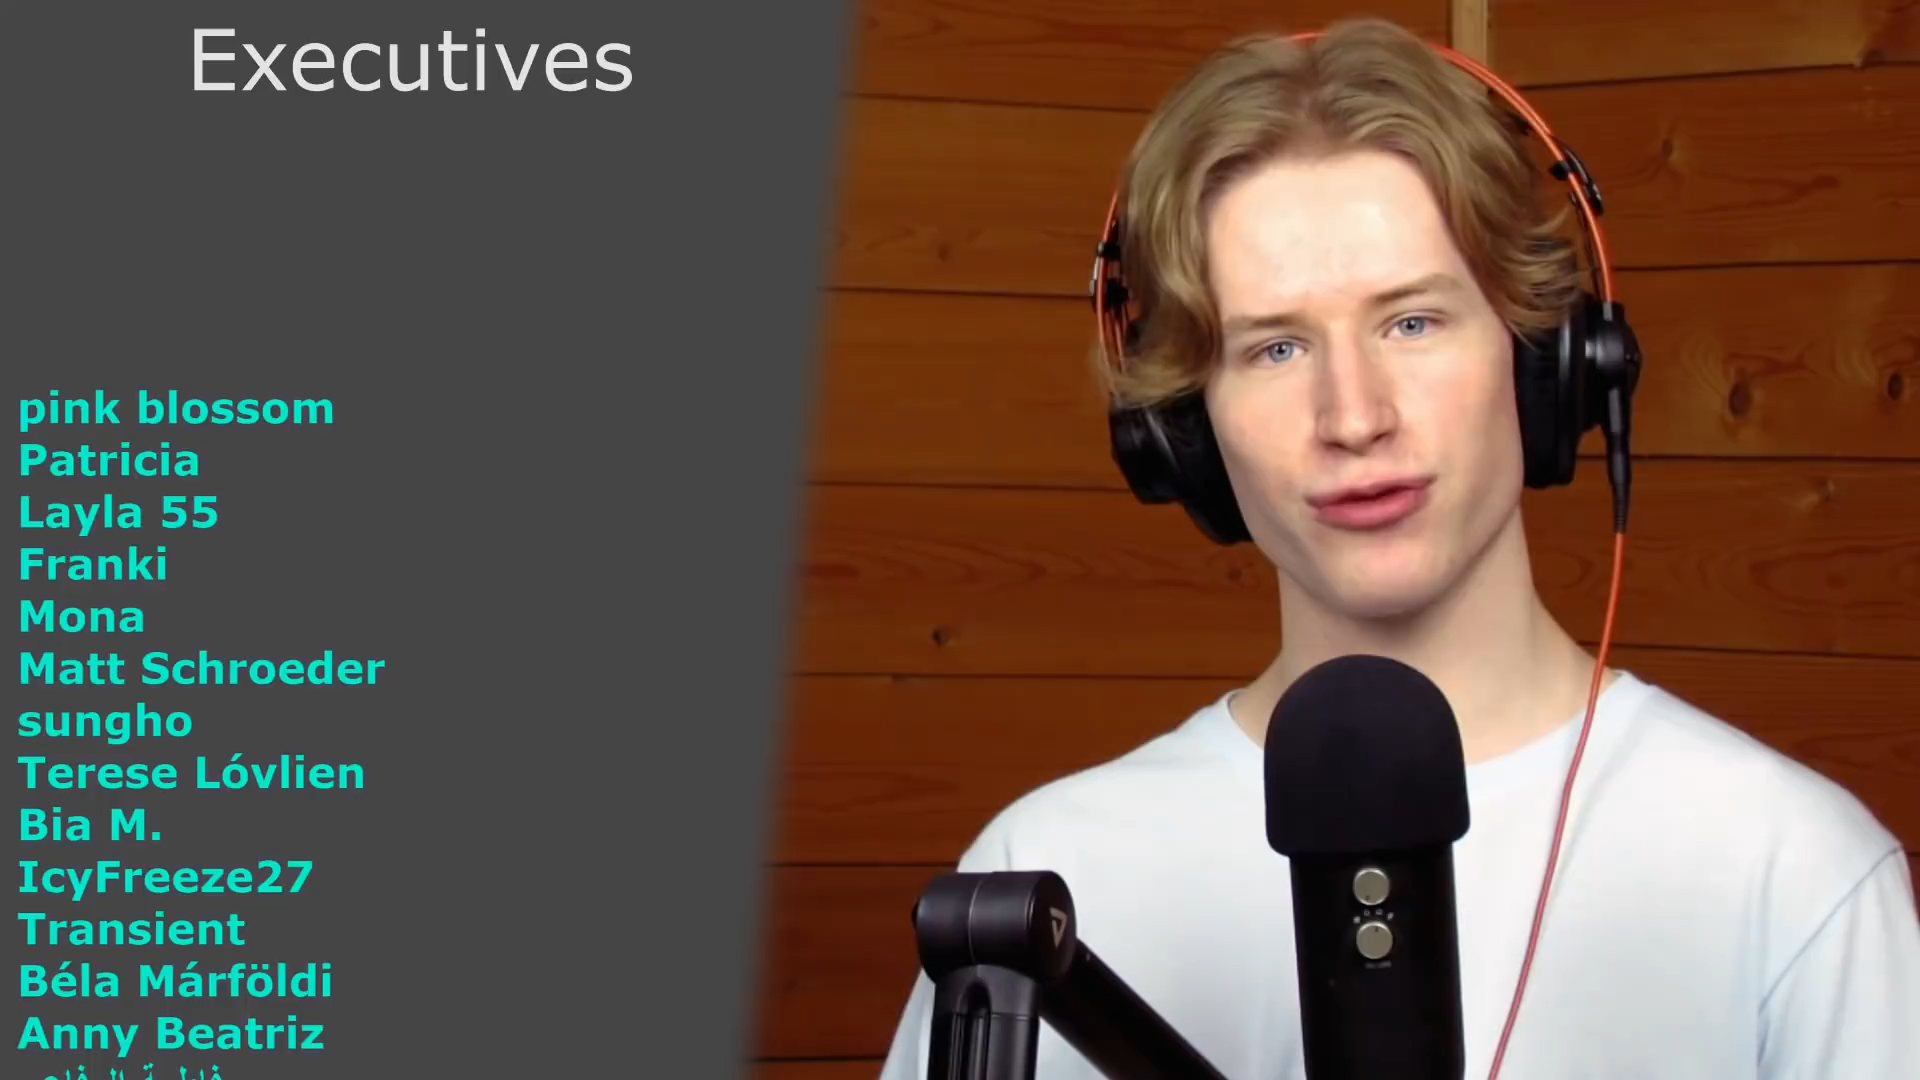 Executives
pink blossom
Patricia
Layla 55
Franki
Mona
Matt Schroeder
sungho
Terese Lóvlien
Bia M.
IcyFreeze27
Transient
Béla Márföldi
Anny Beatriz